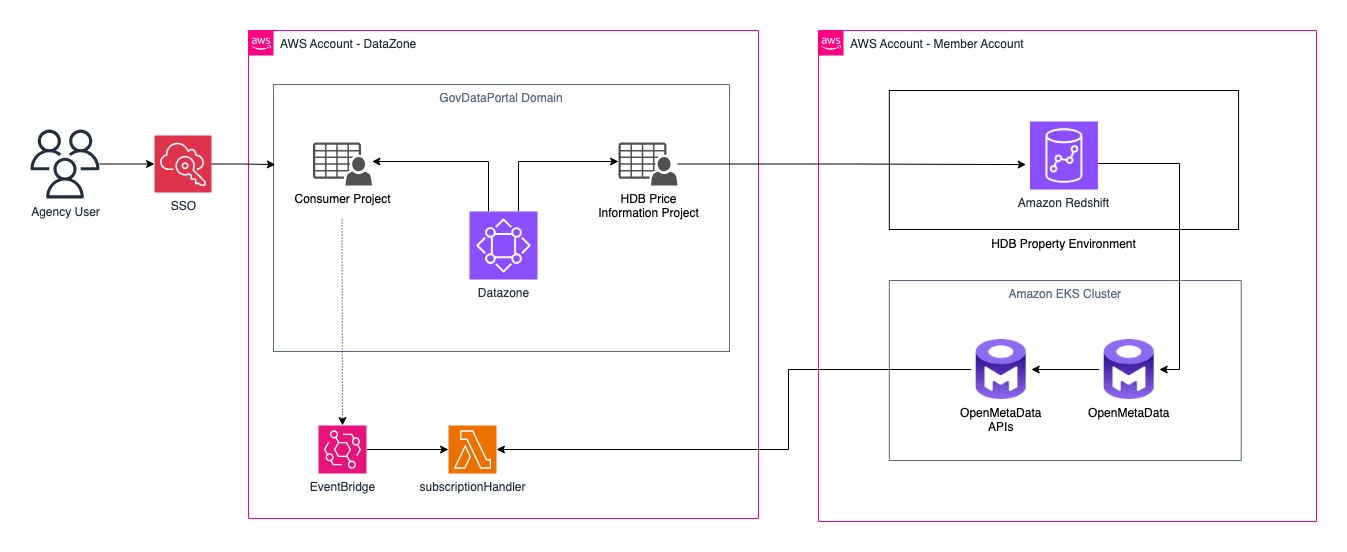 aws
AWS Account - DataZone
GovDataPortal Domain
Agency User
SSO
Consumer Project
HDB Price
Information Project
Datazone
EventBridge
subscriptionHandler
aws
AWS Account - Member Account
Amazon Redshift
HDB Property Environment
Amazon EKS Cluster
OpenMetaData
APIs
OpenMetaData